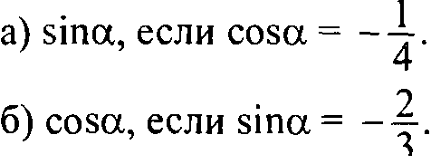 а) sinα, если cosα = −1/4.
б) cosα, если sinα = −2/3.